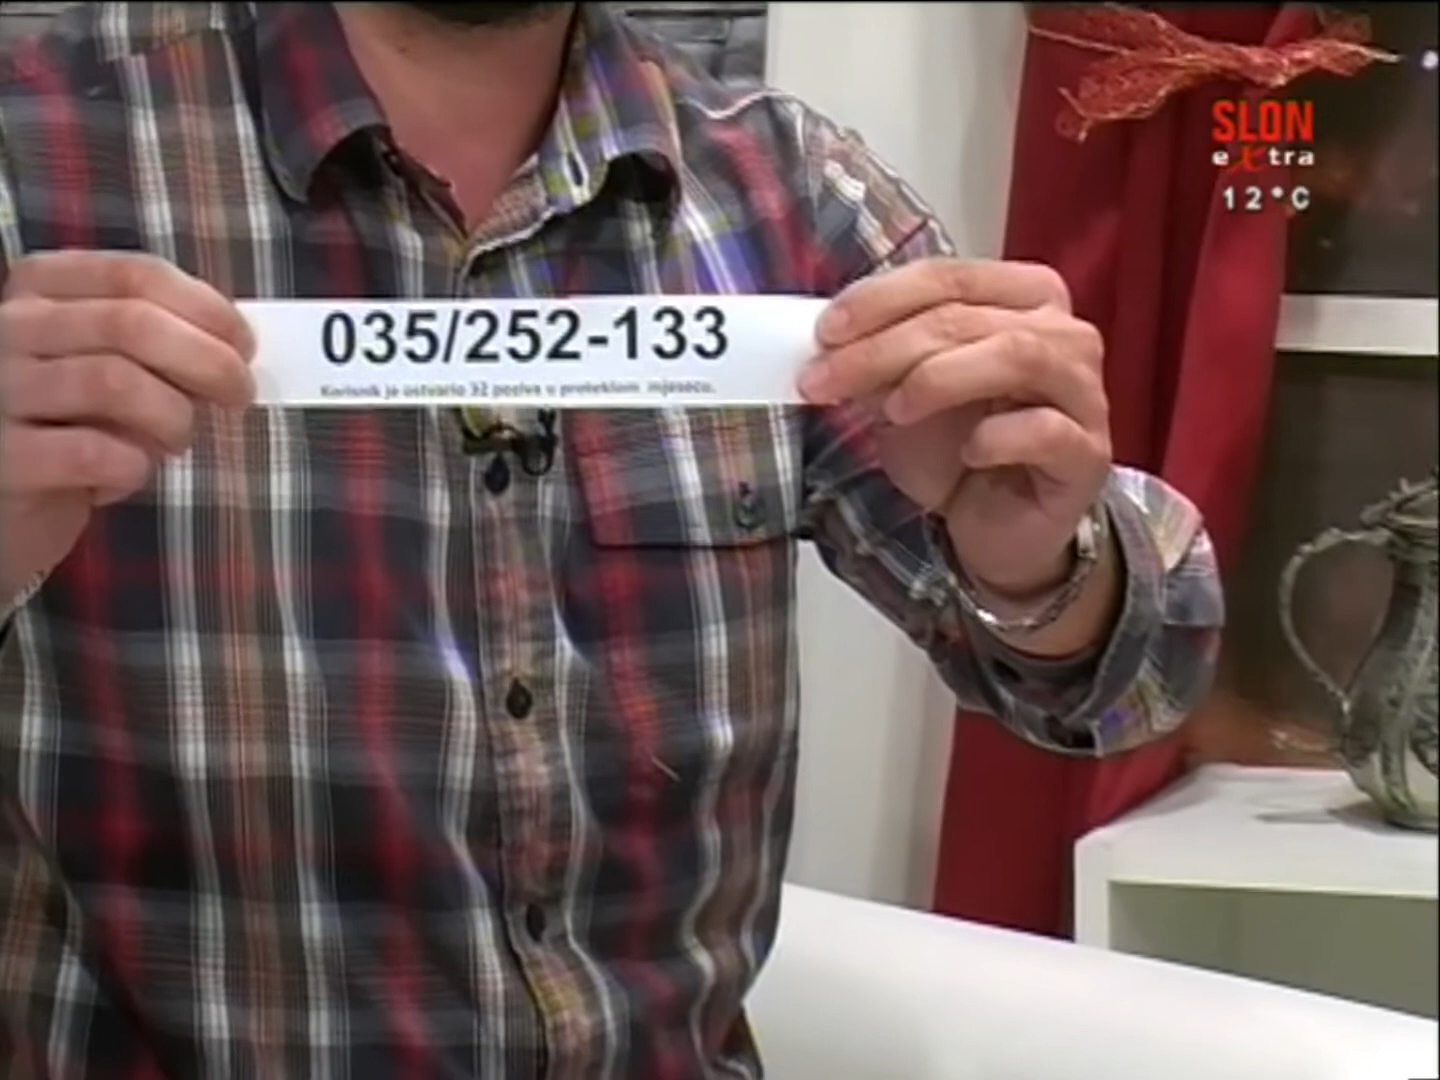 SLON
extra
12°C
035/252-133
Korisnik je ostvario 32 poziva u proteklom mjesecu.